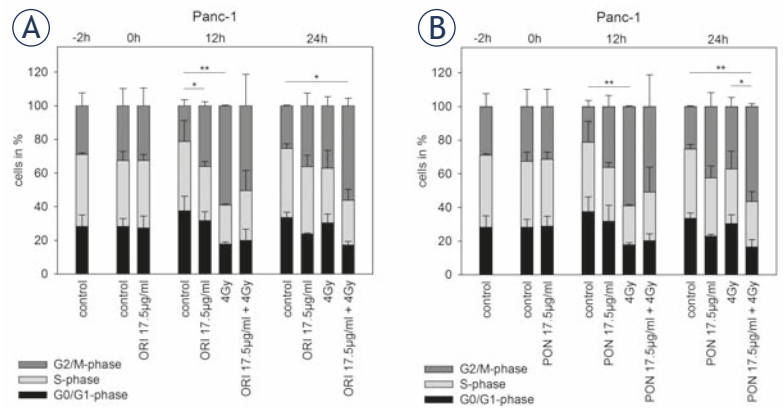 A
Panc-1
-2h 0h 12h 24h
**
*
*
120
100
80
60
40
20
0
cells in %
control
control
ORI 17.5µg/ml
control
ORI 17.5µg/ml
4Gy
ORI 17.5µg/ml + 4Gy
control
ORI 17.5µg/ml
4Gy
ORI 17.5µg/ml + 4Gy
G2/M-phase
S-phase
G0/G1-phase
B
Panc-1
-2h 0h 12h 24h
**
**
*
120
100
80
60
40
20
0
cells in %
control
control
PON 17.5µg/ml
control
PON 17.5µg/ml
4Gy
PON 17.5µg/ml + 4Gy
control
PON 17.5µg/ml
4Gy
PON 17.5µg/ml + 4Gy
G2/M-phase
S-phase
G0/G1-phase